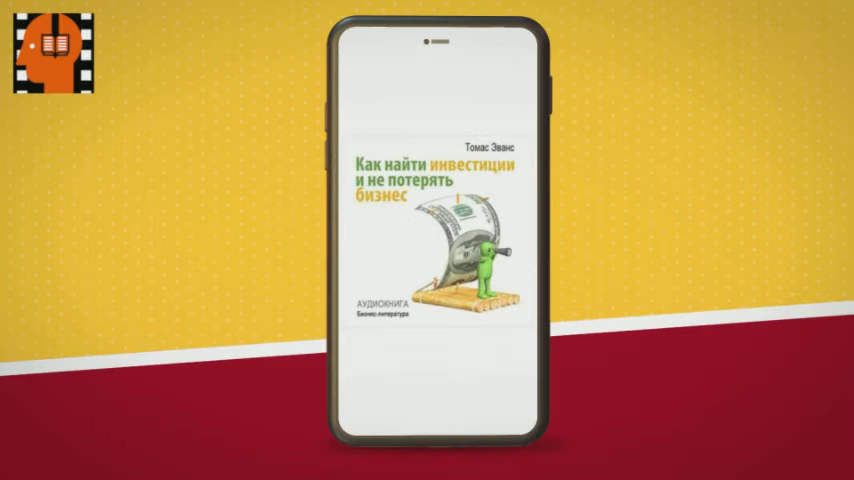 Томас Эванс
Как найти инвестиции
и не потерять
бизнес
АУДИОКНИГА
Бизнес-литература